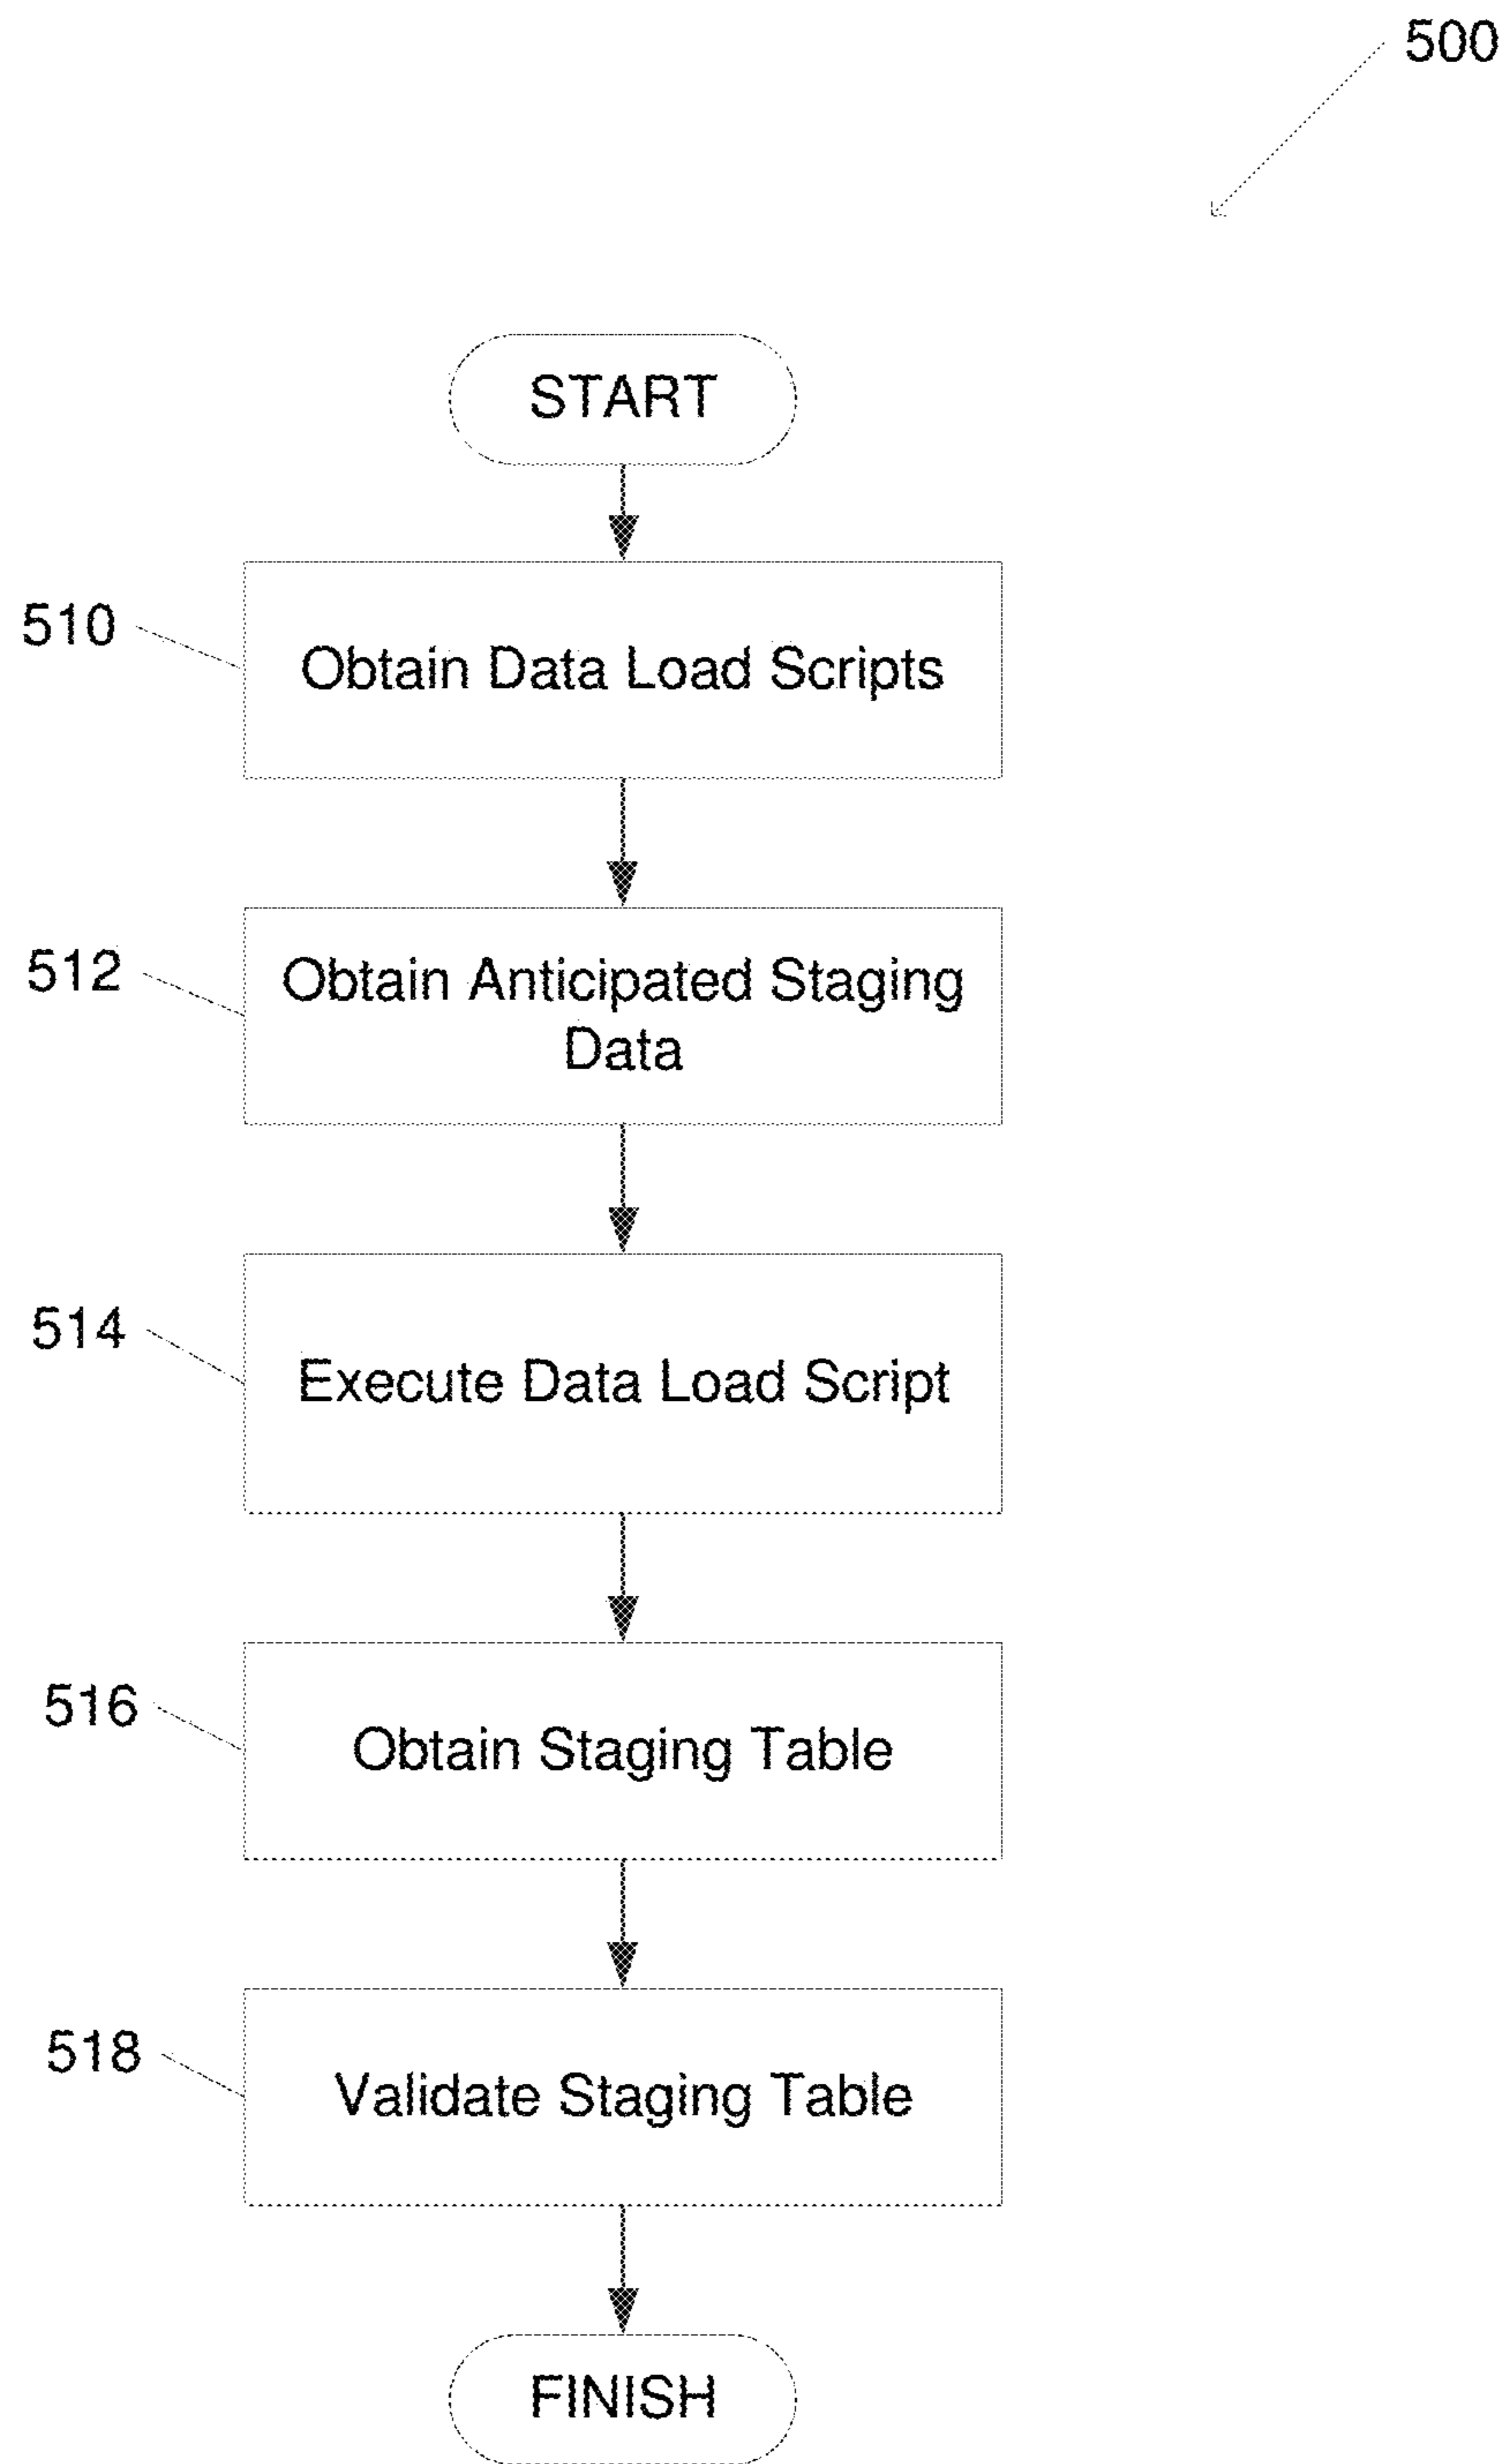 500
START
510
Obtain Data Load Scripts
512
Obtain Anticipated Staging
Data
514
Execute Data Load Script
516
Obtain Staging Table
518
Validate Staging Table
FINISH